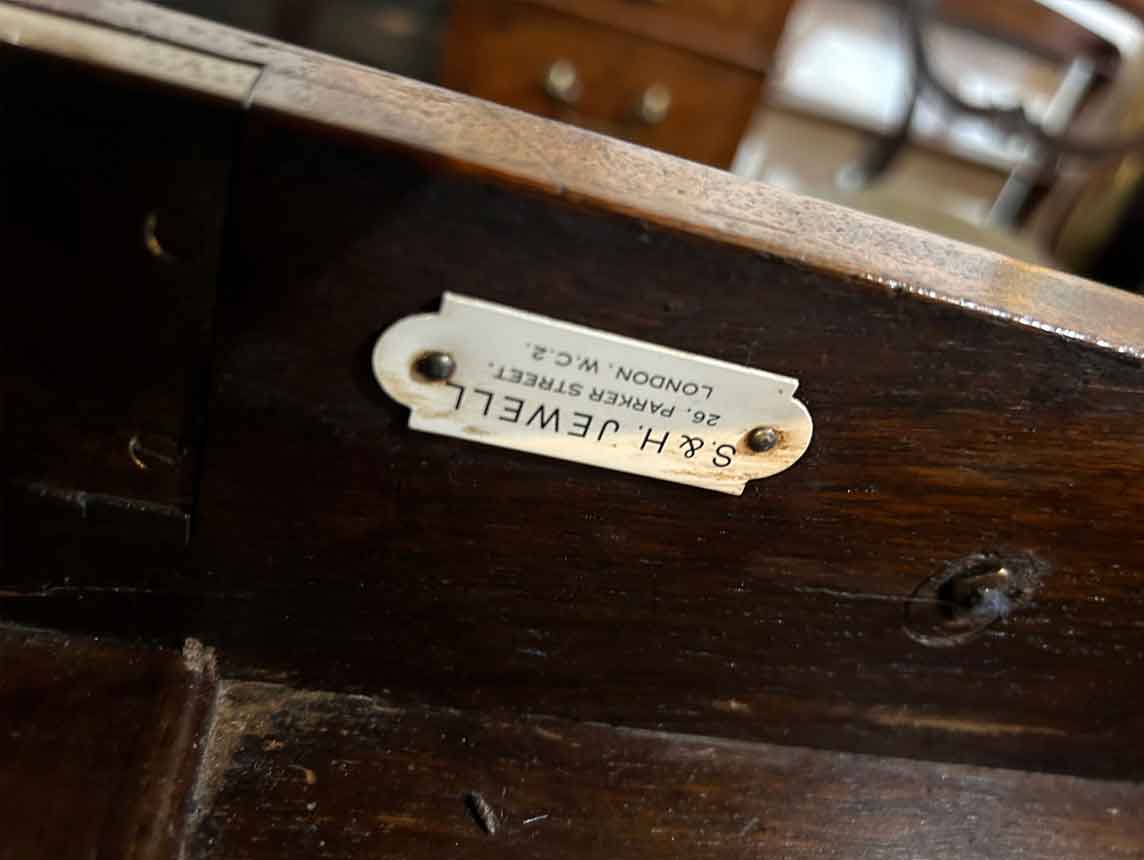 S. & H. JEWELL
26, PARKER STREET,
LONDON, W.C.2.